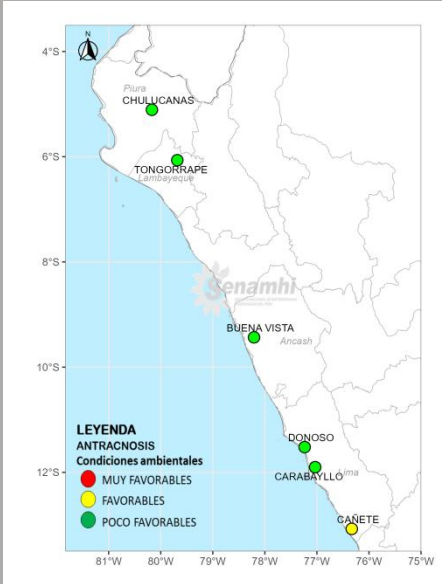 N
4°S
Piura
CHULUCANAS
6°S
TONGORRAPE
Lambayeque
8°S
Senamhi
BUENA VISTA
Ancash
10°S
LEYENDA
ANTRACNOSIS
Condiciones ambientales
MUY FAVORABLES
FAVORABLES
POCO FAVORABLES
DONOSO
12°S
CARABAYLLO
Lima
CAÑETE
81°W
80°W
79°W
78°W
77°W
76°W
75°W